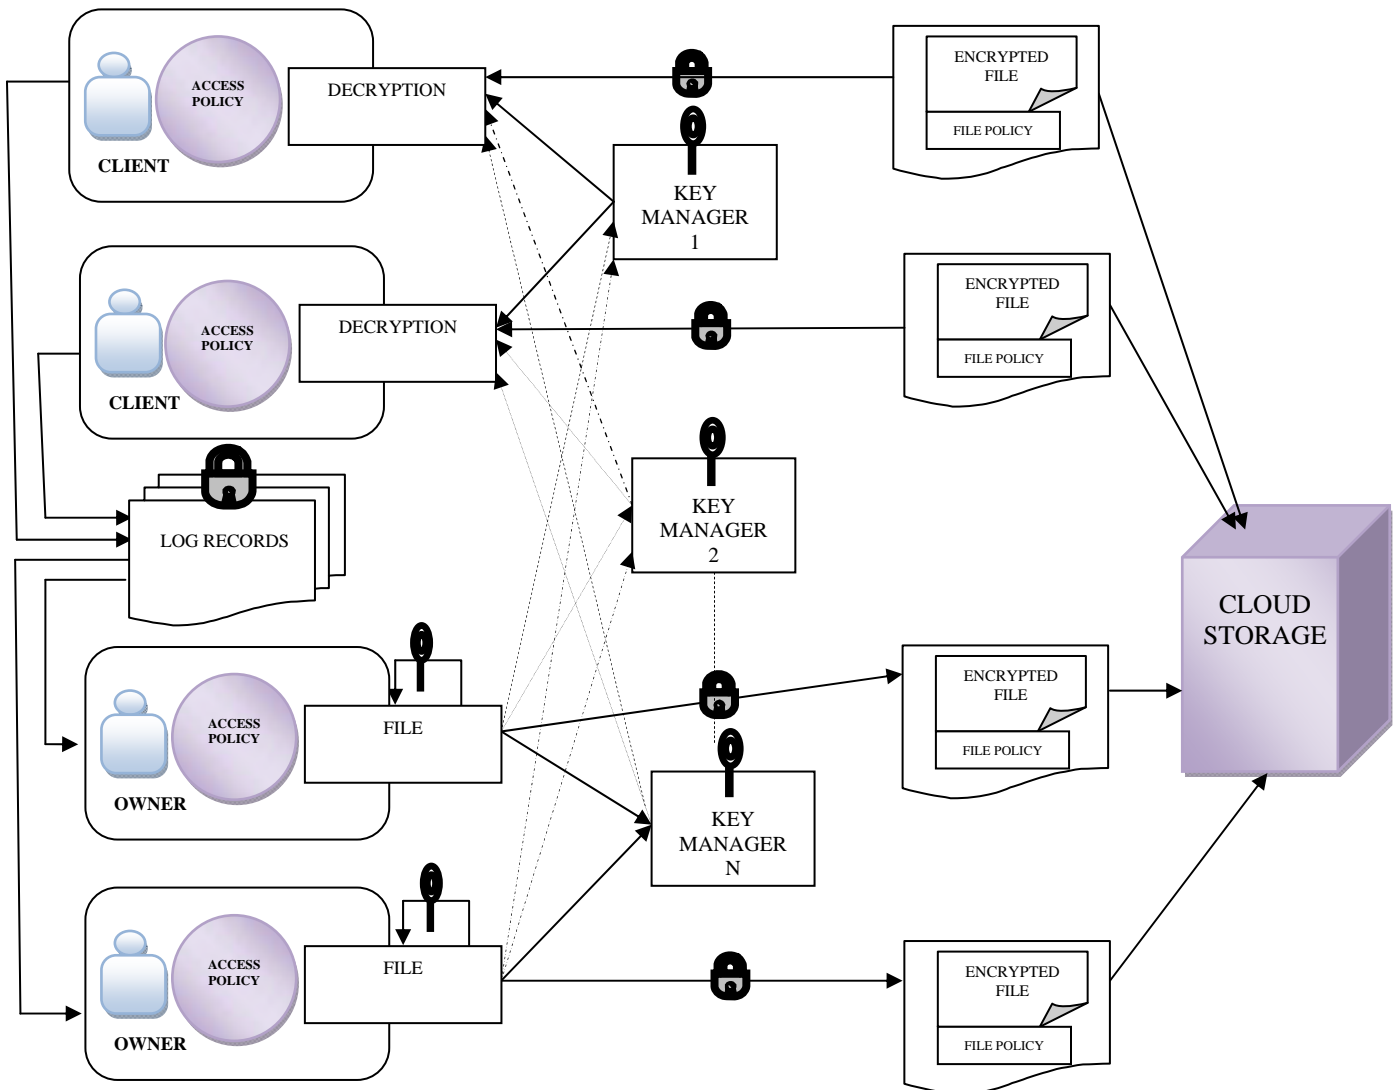 ACCESS
POLICY
CLIENT
DECRYPTION
KEY
MANAGER
1
ENCRYPTED
FILE
FILE POLICY
ACCESS
POLICY
CLIENT
DECRYPTION
ENCRYPTED
FILE
FILE POLICY
LOG RECORDS
KEY
MANAGER
2
CLOUD
STORAGE
ACCESS
POLICY
OWNER
FILE
ENCRYPTED
FILE
FILE POLICY
KEY
MANAGER
N
ACCESS
POLICY
OWNER
FILE
ENCRYPTED
FILE
FILE POLICY